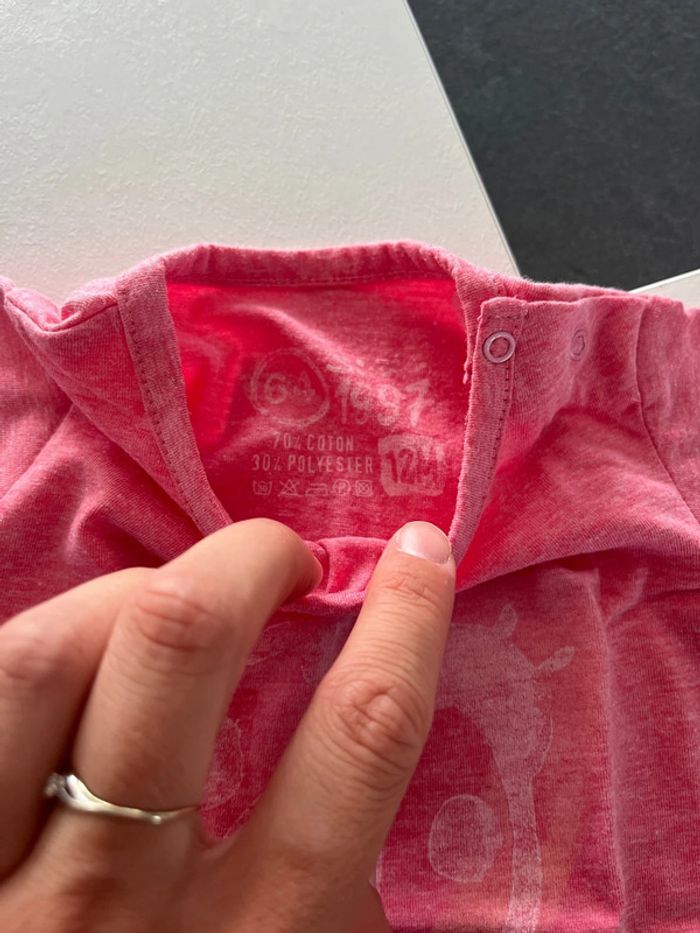 1997
70% COTON
30% POLYESTER
12M